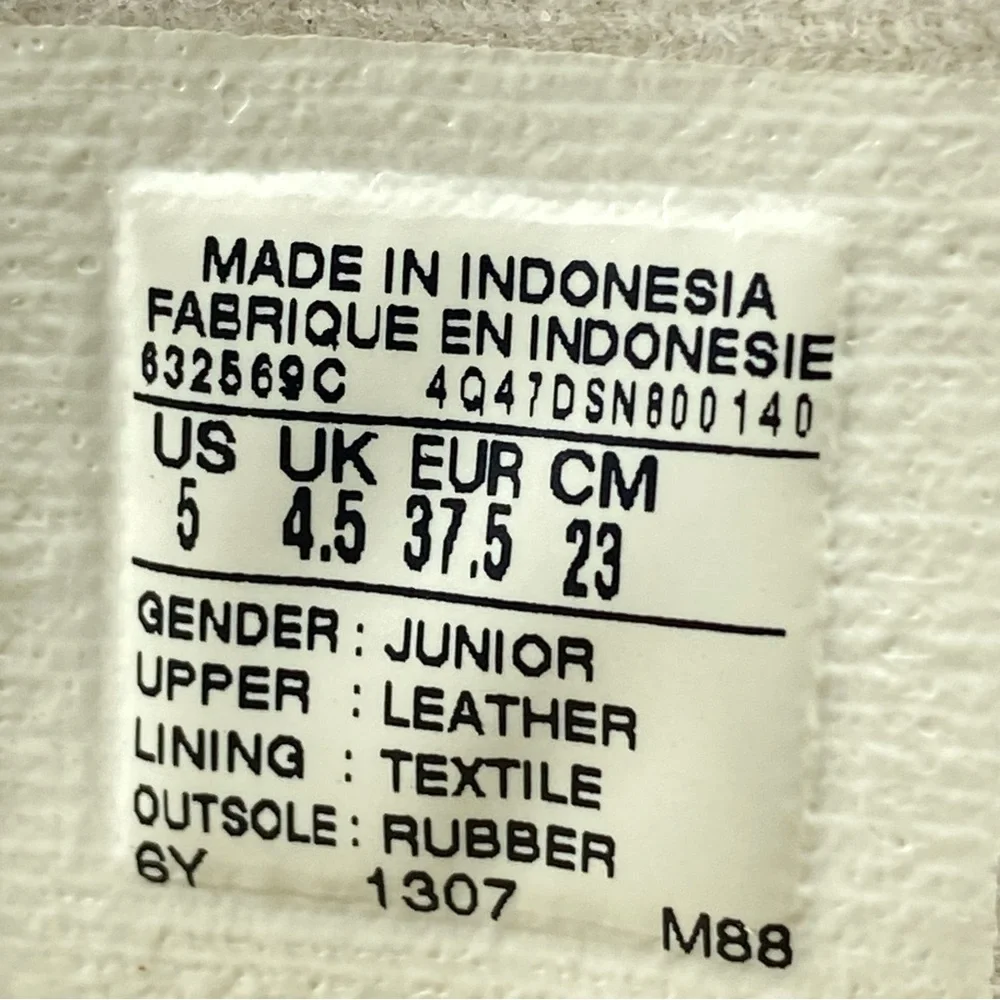 MADE IN INDONESIA
FABRIQUE EN INDONESIE
632569C 4Q47DSN800140
US UK EUR CM
5 4.5 37.5 23
GENDER : JUNIOR
UPPER : LEATHER
LINING : TEXTILE
OUTSOLE : RUBBER
6Y 1307 M88